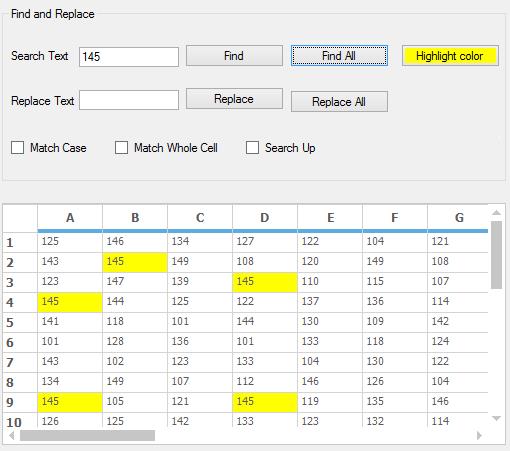 Find and Replace
Search Text 145 Find Find All Highlight color
Replace Text Replace Replace All
Match Case Match Whole Cell Search Up
A B C D E F G
1 125 146 134 127 122 104 121
2 143 145 149 108 120 149 108
3 123 147 139 145 110 115 107
4 145 144 125 122 137 136 114
5 141 118 101 144 130 109 142
6 101 128 136 101 133 118 124
7 143 102 123 133 104 130 122
8 134 149 107 112 146 126 104
9 145 105 121 145 119 135 146
10 126 125 142 133 123 132 114